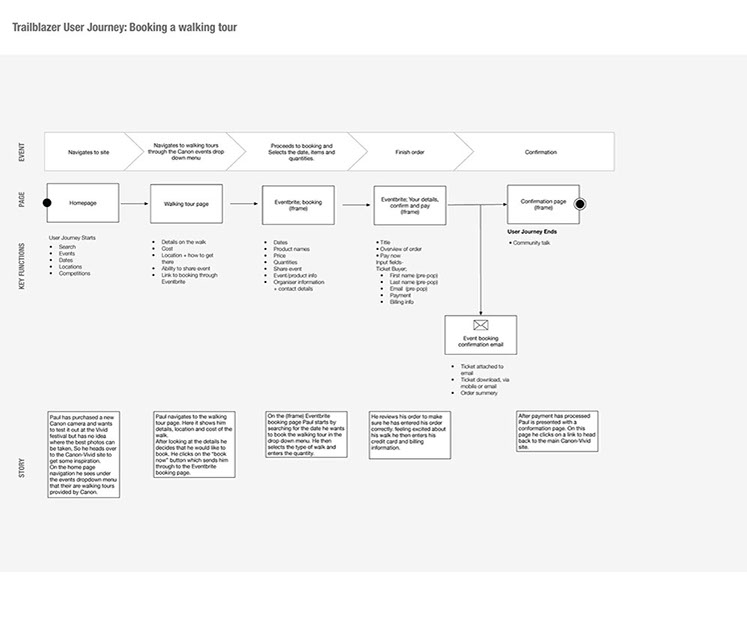 Trailblazer User Journey: Booking a walking tour
EVENT
Navigates to site
Navigates to walking tours
through the Canon events drop
down menu
Proceeds to booking and
Selects the date, items and
quantities.
Finish order
Confirmation
PAGE
Homepage
Walking tour page
Eventbrite; booking
(Iframe)
Eventbrite; Your details,
confirm and pay
(Iframe)
Confirmation page
(Iframe)
KEY FUNCTIONS
User Journey Starts
• Search
• Events
• Dates
• Locations
• Competitions
• Details on the walk
• Cost
• Location + how to get
there
• Ability to share event
• Link to booking through
Eventbrite
• Dates
• Product names
• Price
• Quantities
• Share event
• Event/product info
• Organiser information
+ contact details
• Title
• Overview of order
• Pay now
Input fields-
Ticket Buyer;
• First name (pre-pop)
• Last name (pre-pop)
• Email (pre-pop)
• Payment
• Billing info
User Journey Ends
• Community talk
Event booking
confirmation email
• Ticket attached to
email
• Ticket download, via
mobile or email
• Order summery
STORY
Paul has purchased a new
Canon camera and wants
to test it out at the Vivid
festival but has no idea
where the best photos can
be taken, So he heads over
to the Canon-Vivid site to
get some inspiration.
On the home page
navigation he sees under
the events dropdown menu
that their are walking tours
provided by Canon.
Paul navigates to the walking
tour page. Here it shows him
details, location and cost of the
walk.
After looking at the details he
decides that he would like to
book. He clicks on the "book
now" button which sends him
through to the Eventbrite
booking page.
On the (Iframe) Eventbrite
booking page Paul starts by
searching for the date he wants
to book the walking tour in the
drop down menu. He then
selects the type of walk and
enters the quantity.
He reviews his order to make
sure he has entered his order
correctly, feeling excited about
his walk he then enters his
credit card and billing
information.
After payment has processed
Paul is presented with a
conformation page. On this
page he clicks on a link to head
back to the main Canon-Vivid
site.